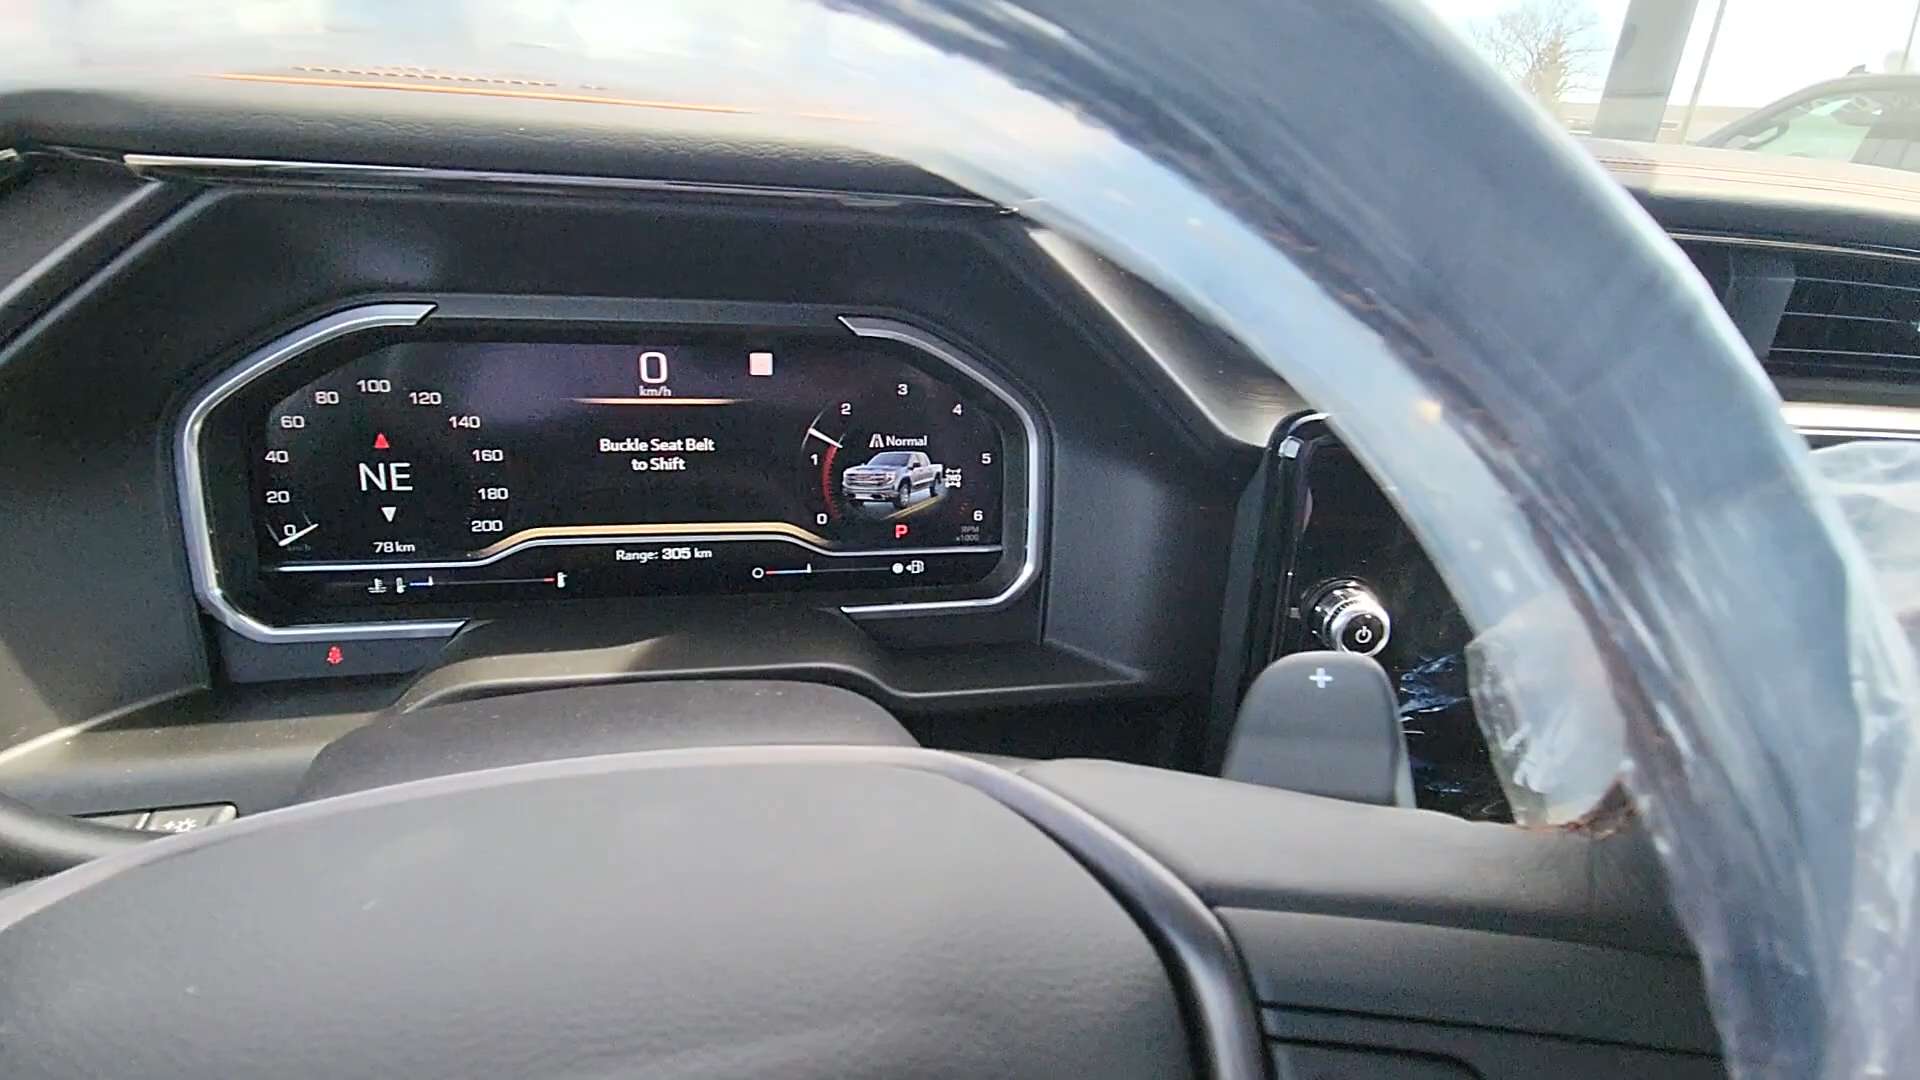 0
km/h
Buckle Seat Belt
to Shift
Range: 305 km
0
20
40
60
80
100
120
140
160
180
200
NE
78 km
0
1
2
3
4
5
6
RPM
x1000
Normal
2WD
P
+